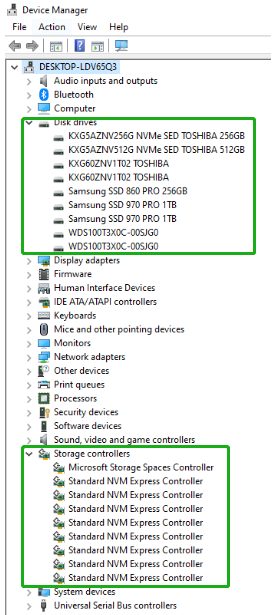 Device Manager
File Action View Help
DESKTOP-LDV65Q3
Audio inputs and outputs
Bluetooth
Computer
Disk drives
KXG5AZNV256G NVMe SED TOSHIBA 256GB
KXG5AZNV512G NVMe SED TOSHIBA 512GB
KXG60ZNV1T02 TOSHIBA
KXG60ZNV1T02 TOSHIBA
Samsung SSD 860 PRO 256GB
Samsung SSD 970 PRO 1TB
Samsung SSD 970 PRO 1TB
WDS100T3X0C-00SJG0
WDS100T3X0C-00SJG0
Display adapters
Firmware
Human Interface Devices
IDE ATA/ATAPI controllers
Keyboards
Mice and other pointing devices
Monitors
Network adapters
Other devices
Print queues
Processors
Security devices
Software devices
Sound, video and game controllers
Storage controllers
Microsoft Storage Spaces Controller
Standard NVM Express Controller
Standard NVM Express Controller
Standard NVM Express Controller
Standard NVM Express Controller
Standard NVM Express Controller
Standard NVM Express Controller
Standard NVM Express Controller
Standard NVM Express Controller
System devices
Universal Serial Bus controllers